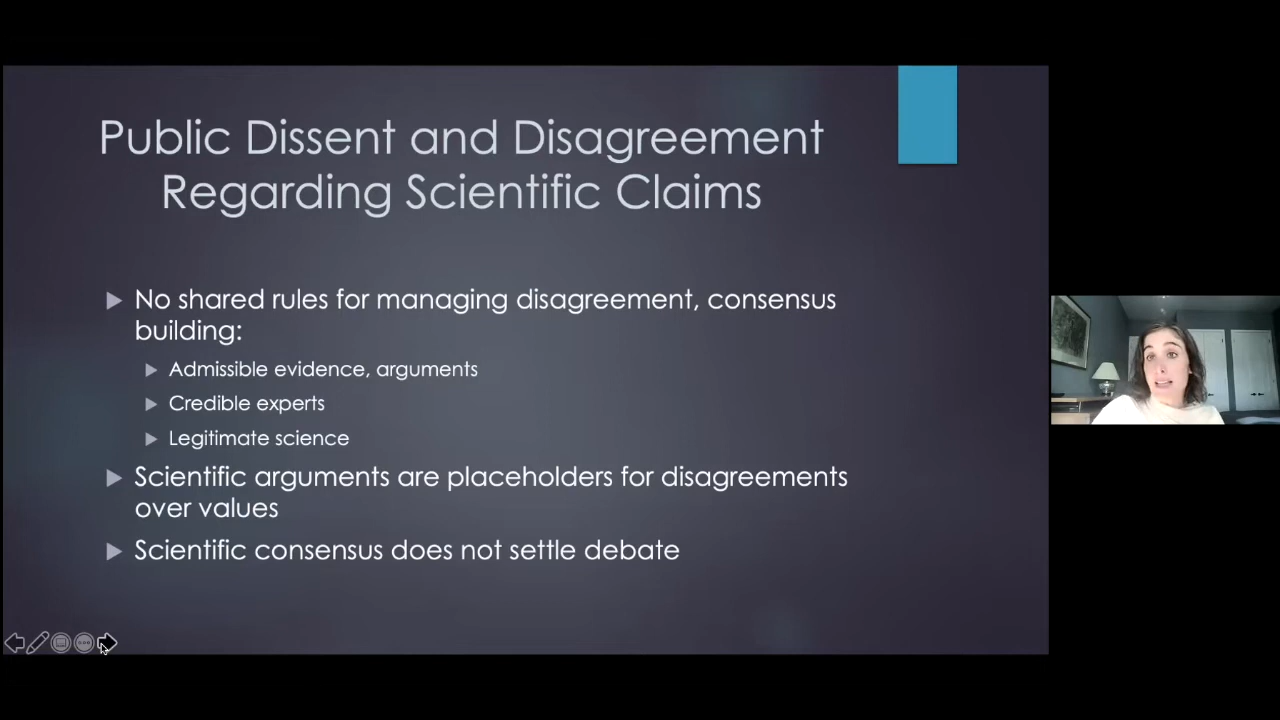 Public Dissent and Disagreement
Regarding Scientific Claims
No shared rules for managing disagreement, consensus
building:
Admissible evidence, arguments
Credible experts
Legitimate science
Scientific arguments are placeholders for disagreements
over values
Scientific consensus does not settle debate